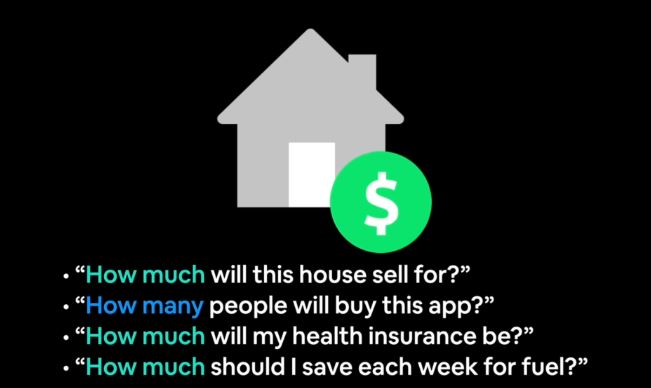 $
• “How much will this house sell for?”
• “How many people will buy this app?”
• “How much will my health insurance be?”
• “How much should I save each week for fuel?”